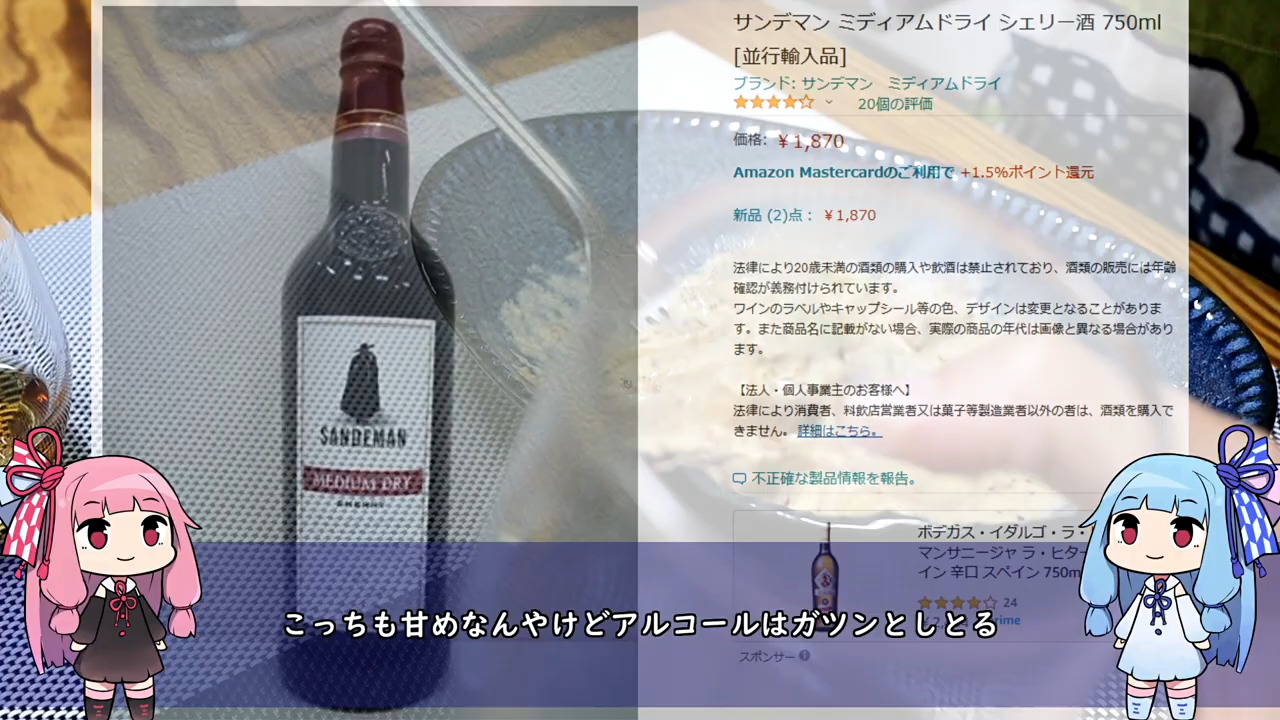 サンデマン ミディアムドライ シェリー酒 750ml
[並行輸入品]
ブランド: サンデマン ミディアムドライ
20個の評価
価格: ￥1,870
Amazon Mastercardのご利用で +1.5%ポイント還元
新品 (2)点： ￥1,870
法律により20歳未満の酒類の購入や飲酒は禁止されており、酒類の販売には年齢
確認が義務付けられています。
ワインのラベルやキャップシール等の色、デザインは変更となることがありま
す。また商品名に記載がない場合、実際の商品の年代は画像と異なる場合があり
ます。
【法人・個人事業主のお客様へ】
法律により消費者、料飲店営業者又は菓子等製造業者以外の者は、酒類を購入で
きません。 詳細はこちら。
不正確な製品情報を報告。
ボデガス・イダルゴ・ラ・
マンサニージャ ラ・ヒタ
イン 辛口 スペイン 750m
24
rime
スポンサー
SANDEMAN
MEDIUM DRY
こっちも甘めなんやけどアルコールはガツンとしとる